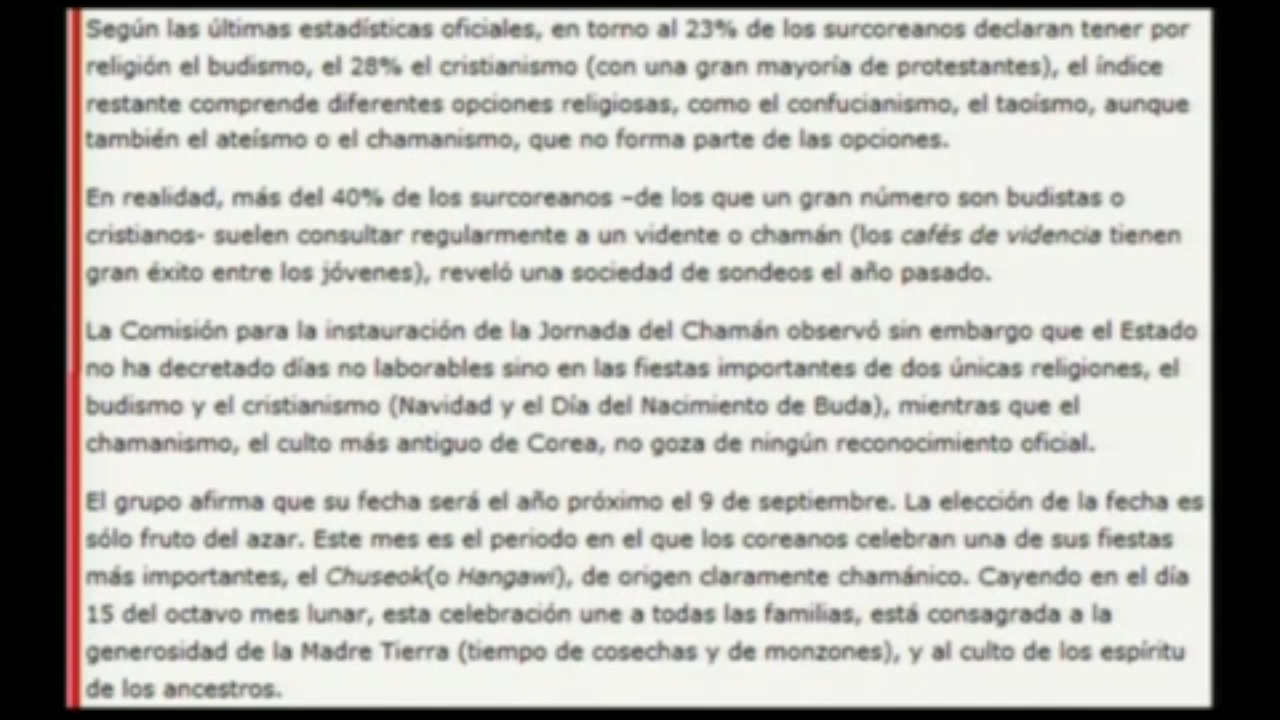 Según las últimas estadísticas oficiales, en torno al 23% de los surcoreanos declaran tener por
religión el budismo, el 28% el cristianismo (con una gran mayoría de protestantes), el índice
restante comprende diferentes opciones religiosas, como el confucianismo, el taoísmo, aunque
también el ateísmo o el chamanismo, que no forma parte de las opciones.
En realidad, más del 40% de los surcoreanos –de los que un gran número son budistas o
cristianos- suelen consultar regularmente a un vidente o chamán (los cafés de videncia tienen
gran éxito entre los jóvenes), reveló una sociedad de sondeos el año pasado.
La Comisión para la instauración de la Jornada del Chamán observó sin embargo que el Estado
no ha decretado días no laborables sino en las fiestas importantes de dos únicas religiones, el
budismo y el cristianismo (Navidad y el Día del Nacimiento de Buda), mientras que el
chamanismo, el culto más antiguo de Corea, no goza de ningún reconocimiento oficial.
El grupo afirma que su fecha será el año próximo el 9 de septiembre. La elección de la fecha es
sólo fruto del azar. Este mes es el periodo en el que los coreanos celebran una de sus fiestas
más importantes, el Chuseok(o Hangawi), de origen claramente chamánico. Cayendo en el día
15 del octavo mes lunar, esta celebración une a todas las familias, está consagrada a la
generosidad de la Madre Tierra (tiempo de cosechas y de monzones), y al culto de los espíritu
de los ancestros.